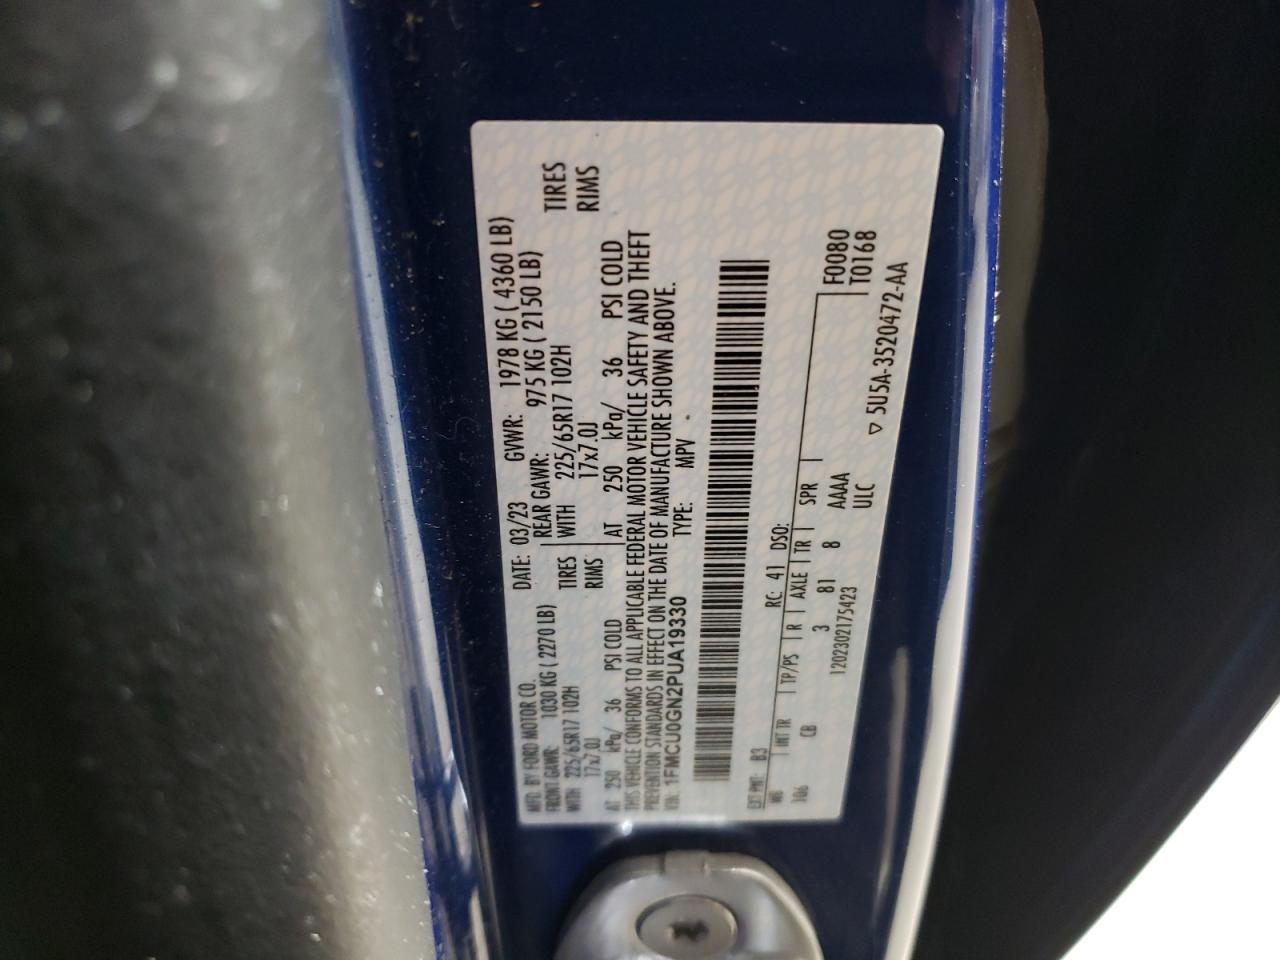 MFD. BY FORD MOTOR CO.
DATE: 03/23 GVWR: 1978 KG ( 4360 LB)
FRONT GAWR: 1030 KG ( 2270 LB) REAR GAWR: 975 KG ( 2150 LB)
WITH 225/65R17 102H TIRES WITH 225/65R17 102H TIRES
17x7.0J RIMS 17x7.0J RIMS
AT 250 kPa/ 36 PSI COLD AT 250 kPa/ 36 PSI COLD
THIS VEHICLE CONFORMS TO ALL APPLICABLE FEDERAL MOTOR VEHICLE SAFETY AND THEFT
PREVENTION STANDARDS IN EFFECT ON THE DATE OF MANUFACTURE SHOWN ABOVE.
VIN: 1FMCU0GN2PUA19330 TYPE: MPV
EXT PNT: B3 RC: 41 DSO:
WB INT TR TP/PS R AXLE TR SPR F0080
106 CB 3 81 8 AAAA T0168
1202302175423 ULC
▽ 5U5A-3520472-AA